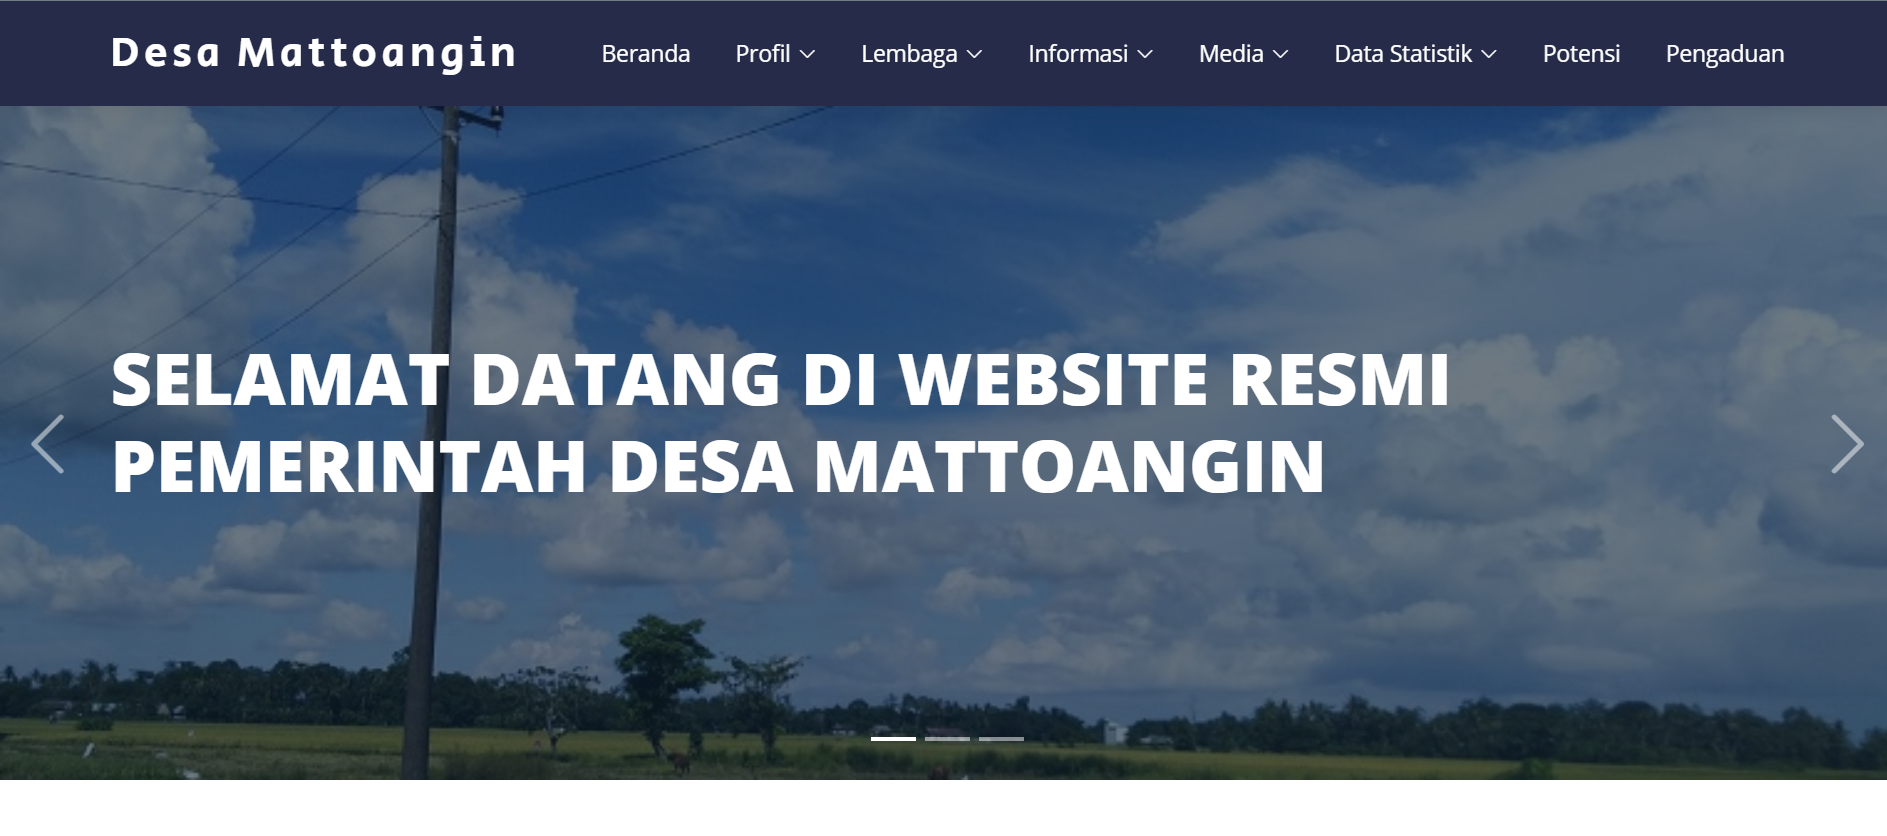 Desa Mattoangin
Beranda Profil Lembaga Informasi Media Data Statistik Potensi Pengaduan
SELAMAT DATANG DI WEBSITE RESMI
PEMERINTAH DESA MATTOANGIN